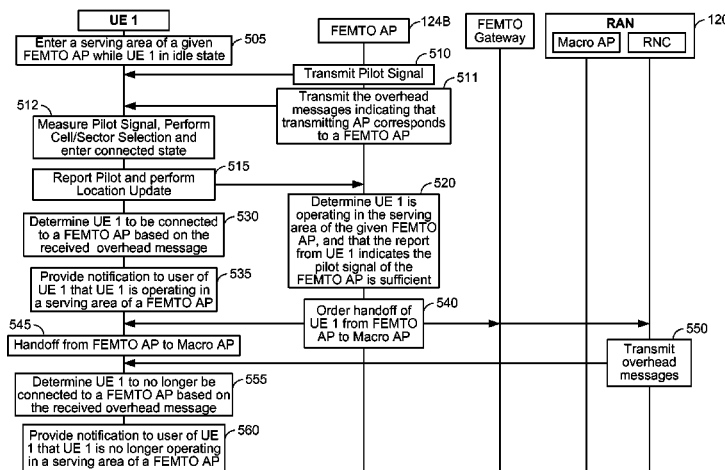 UE 1
FEMTO AP
124B
FEMTO
Gateway
RAN
120
Macro AP
RNC
Enter a serving area of a given
FEMTO AP while UE 1 in idle state
505
Transmit Pilot Signal
510
Transmit the overhead
messages indicating that
transmitting AP corresponds
to a FEMTO AP
511
512
Measure Pilot Signal, Perform
Cell/Sector Selection and
enter connected state
Report Pilot and perform
Location Update
515
Determine UE 1 is
operating in the serving
area of the given FEMTO
AP, and that the report
from UE 1 indicates the
pilot signal of the
FEMTO AP is sufficient
520
Determine UE 1 to be connected
to a FEMTO AP based on the
received overhead message
530
Provide notification to user of
UE 1 that UE 1 is operating in
a serving area of a FEMTO AP
535
Order handoff of
UE 1 from FEMTO
AP to Macro AP
540
545
Handoff from FEMTO AP to Macro AP
550
Transmit
overhead
messages
Determine UE 1 to no longer be
connected to a FEMTO AP based on
the received overhead message
555
Provide notification to user of UE
1 that UE 1 is no longer operating
in a serving area of a FEMTO AP
560